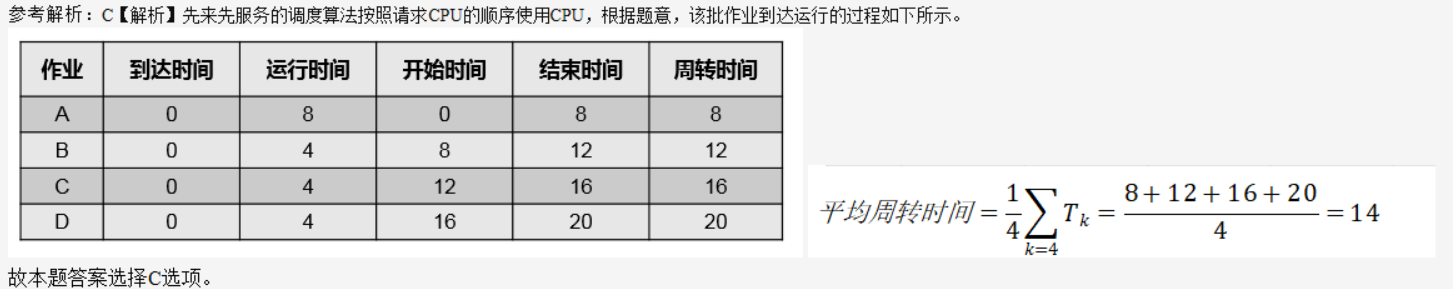 参考解析：C【解析】先来先服务的调度算法按照请求CPU的顺序使用CPU，根据题意，该批作业到达运行的过程如下所示。
作业 到达时间 运行时间 开始时间 结束时间 周转时间
A 0 8 0 8 8
B 0 4 8 12 12
C 0 4 12 16 16
D 0 4 16 20 20
平均周转时间 = \frac{1}{4}\sum_{k=4} T_k = \frac{8+12+16+20}{4} = 14
故本题答案选择C选项。